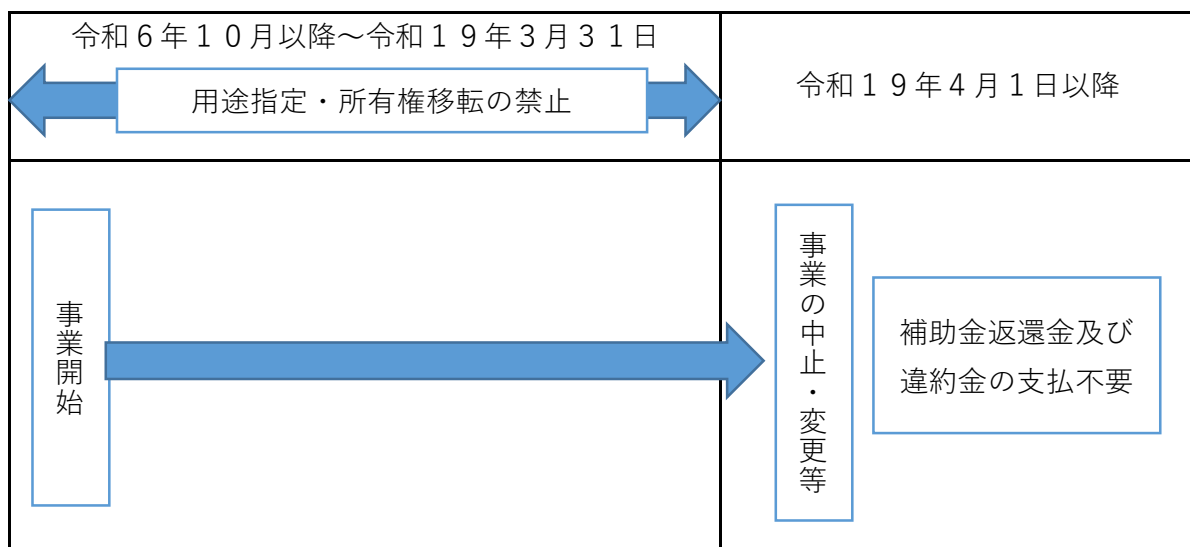 令和６年１０月以降～令和１９年３月３１日
用途指定・所有権移転の禁止
令和１９年４月１日以降
事業開始
事業の中止・変更等
補助金返還金及び
違約金の支払不要